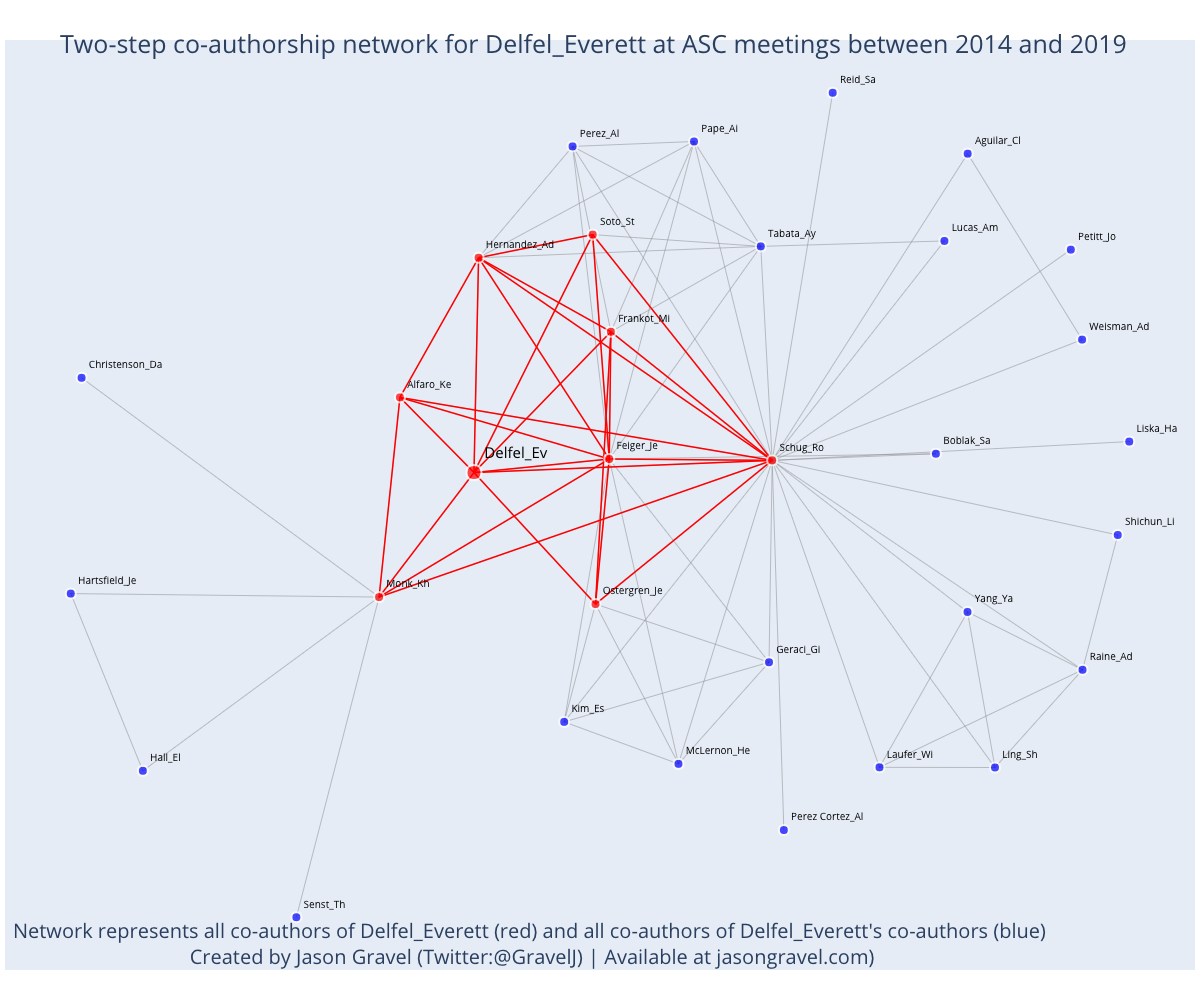 Two-step co-authorship network for Delfel_Everett at ASC meetings between 2014 and 2019
Reid_Sa
Perez_Al
Pape_Ai
Aguilar_Cl
Soto_St
Lucas_Am
Tabata_Ay
Petitt_Jo
Hernandez_Ad
Frankot_Mi
Weisman_Ad
Christenson_Da
Alfaro_Ke
Liska_Ha
Boblak_Sa
Feiger_Je
Schug_Ro
Delfel_Ev
Shichun_Li
Hartsfield_Je
Monk_Kh
Ostergren_Je
Yang_Ya
Geraci_Gi
Raine_Ad
Kim_Es
McLernon_He
Hall_El
Laufer_Wi
Ling_Sh
Perez Cortez_Al
Senst_Th
Network represents all co-authors of Delfel_Everett (red) and all co-authors of Delfel_Everett's co-authors (blue)
Created by Jason Gravel (Twitter:@GravelJ) | Available at jasongravel.com)